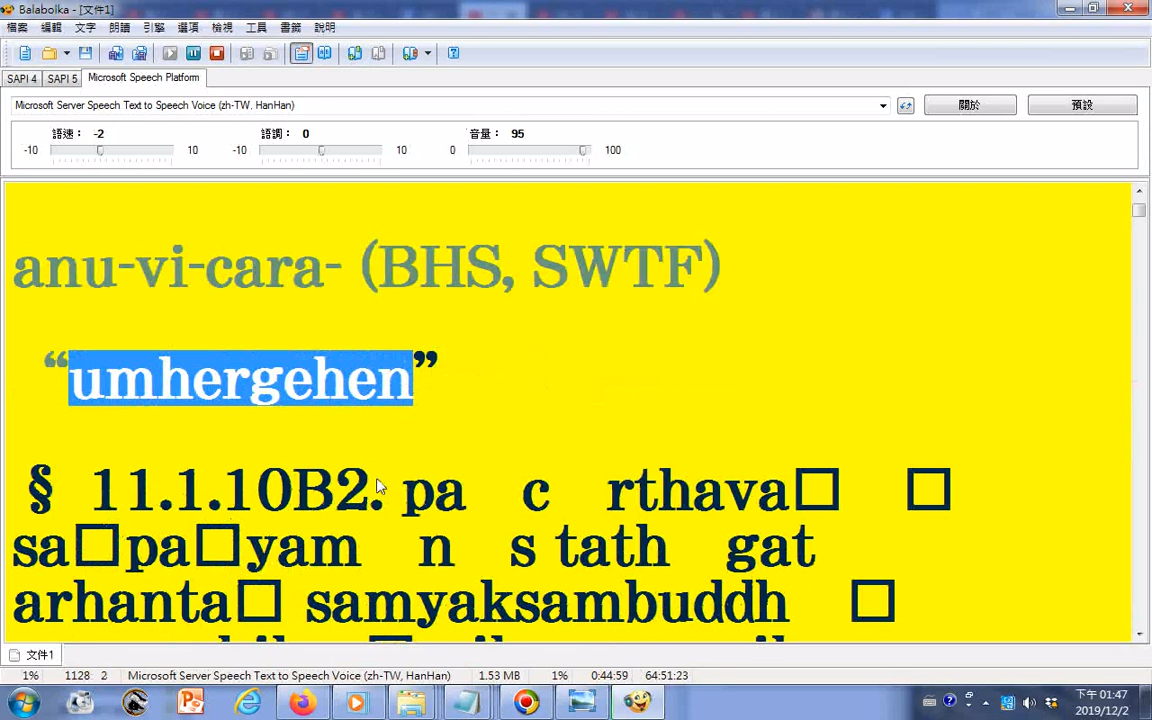 Balabolka - [文件1]
檔案 編輯 文字 朗讀 引擎 選項 檢視 工具 書籤 說明
SAPI 4 SAPI 5 Microsoft Speech Platform
Microsoft Server Speech Text to Speech Voice (zh-TW, HanHan) 關於 預設
語速： -2 語調： 0 音量： 95
-10 10 -10 10 0 100
anu-vi-cara- (BHS, SWTF)
“umhergehen”
§ 11.1.10B2. pa c rthava□ □
sa□pa□yam n s tath gat
arhanta□ samyaksambuddh □
文件1
1% 1128 2 Microsoft Server Speech Text to Speech Voice (zh-TW, HanHan) 1.53 MB 1% 0:44:59 64:51:23
下午 01:47
2019/12/2